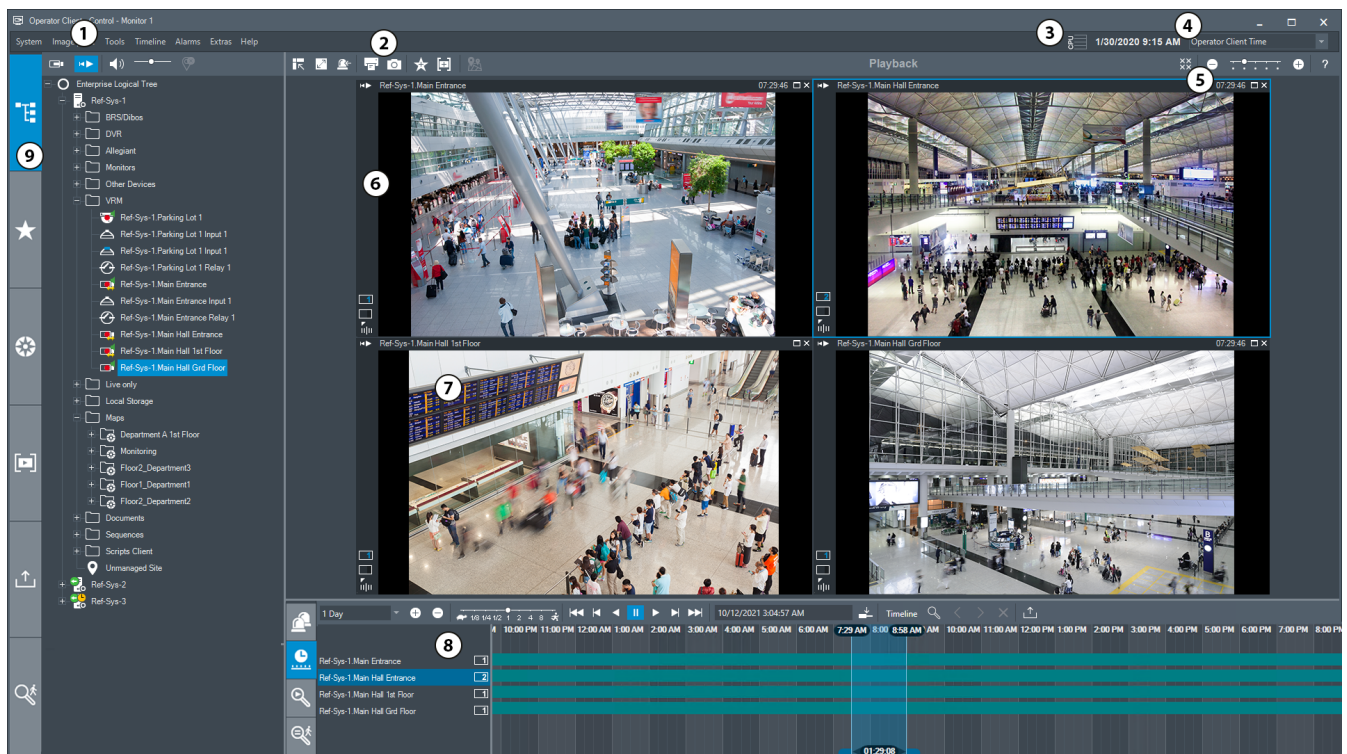 Operator Client - Control - Monitor 1
1
System Image Tools Timeline Alarms Extras Help
2
3
CPU
1/30/2020 9:15 AM
4
Operator Client Time
Playback
5
?
Enterprise Logical Tree
Ref-Sys-1
BRS/Dibos
DVR
Allegiant
Monitors
Other Devices
VRM
Ref-Sys-1.Parking Lot 1
Ref-Sys-1.Parking Lot 1 Input 1
Ref-Sys-1.Parking Lot 1 Input 1
Ref-Sys-1.Parking Lot 1 Relay 1
Ref-Sys-1.Main Entrance
Ref-Sys-1.Main Entrance Input 1
Ref-Sys-1.Main Entrance Relay 1
Ref-Sys-1.Main Hall Entrance
Ref-Sys-1.Main Hall 1st Floor
Ref-Sys-1.Main Hall Grd Floor
Live only
Local Storage
Maps
Department A 1st Floor
Monitoring
Floor2_Department3
Floor1_Department1
Floor2_Department2
Documents
Sequences
Scripts Client
Unmanaged Site
Ref-Sys-2
Ref-Sys-3
9
Ref-Sys-1.Main Entrance 07:29:46
6
1
Ref-Sys-1.Main Hall Entrance 07:29:46
2
Ref-Sys-1.Main Hall 1st Floor
7
1
Ref-Sys-1.Main Hall Grd Floor 07:29:46
B
1
1 Day
1/8 1/4 1/2 1 2 4 8
10/12/2021 3:04:57 AM
Timeline
8
10:00 PM 11:00 PM 12:00 AM 1:00 AM 2:00 AM 3:00 AM 4:00 AM 5:00 AM 6:00 AM 7:29 AM 8:00 8:58 AM AM 10:00 AM 11:00 AM 12:00 PM 1:00 PM 2:00 PM 3:00 PM 4:00 PM 5:00 PM 6:00 PM 7:00 PM 8:00 PM
Ref-Sys-1.Main Entrance 1
Ref-Sys-1.Main Hall Entrance 2
Ref-Sys-1.Main Hall 1st Floor 1
Ref-Sys-1.Main Hall Grd Floor 1
01:29:08